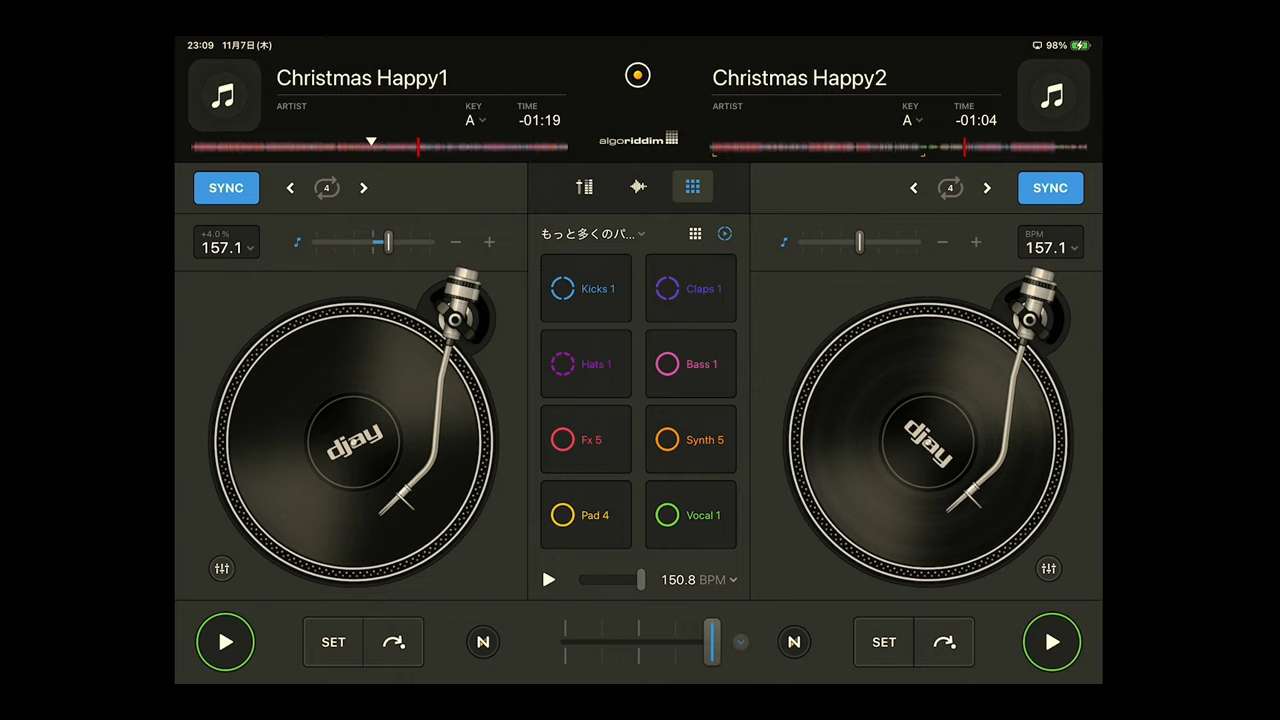 23:09 11月7日(木)
98%
Christmas Happy1
ARTIST
KEY
A
TIME
-01:19
algoriddim
Christmas Happy2
ARTIST
KEY
A
TIME
-01:04
SYNC
4
4
SYNC
+4.0 %
157.1
もっと多くのパ...
BPM
157.1
Kicks 1
Claps 1
Hats 1
Bass 1
Fx 5
Synth 5
Pad 4
Vocal 1
djay
djay
150.8 BPM
SET
N
N
SET